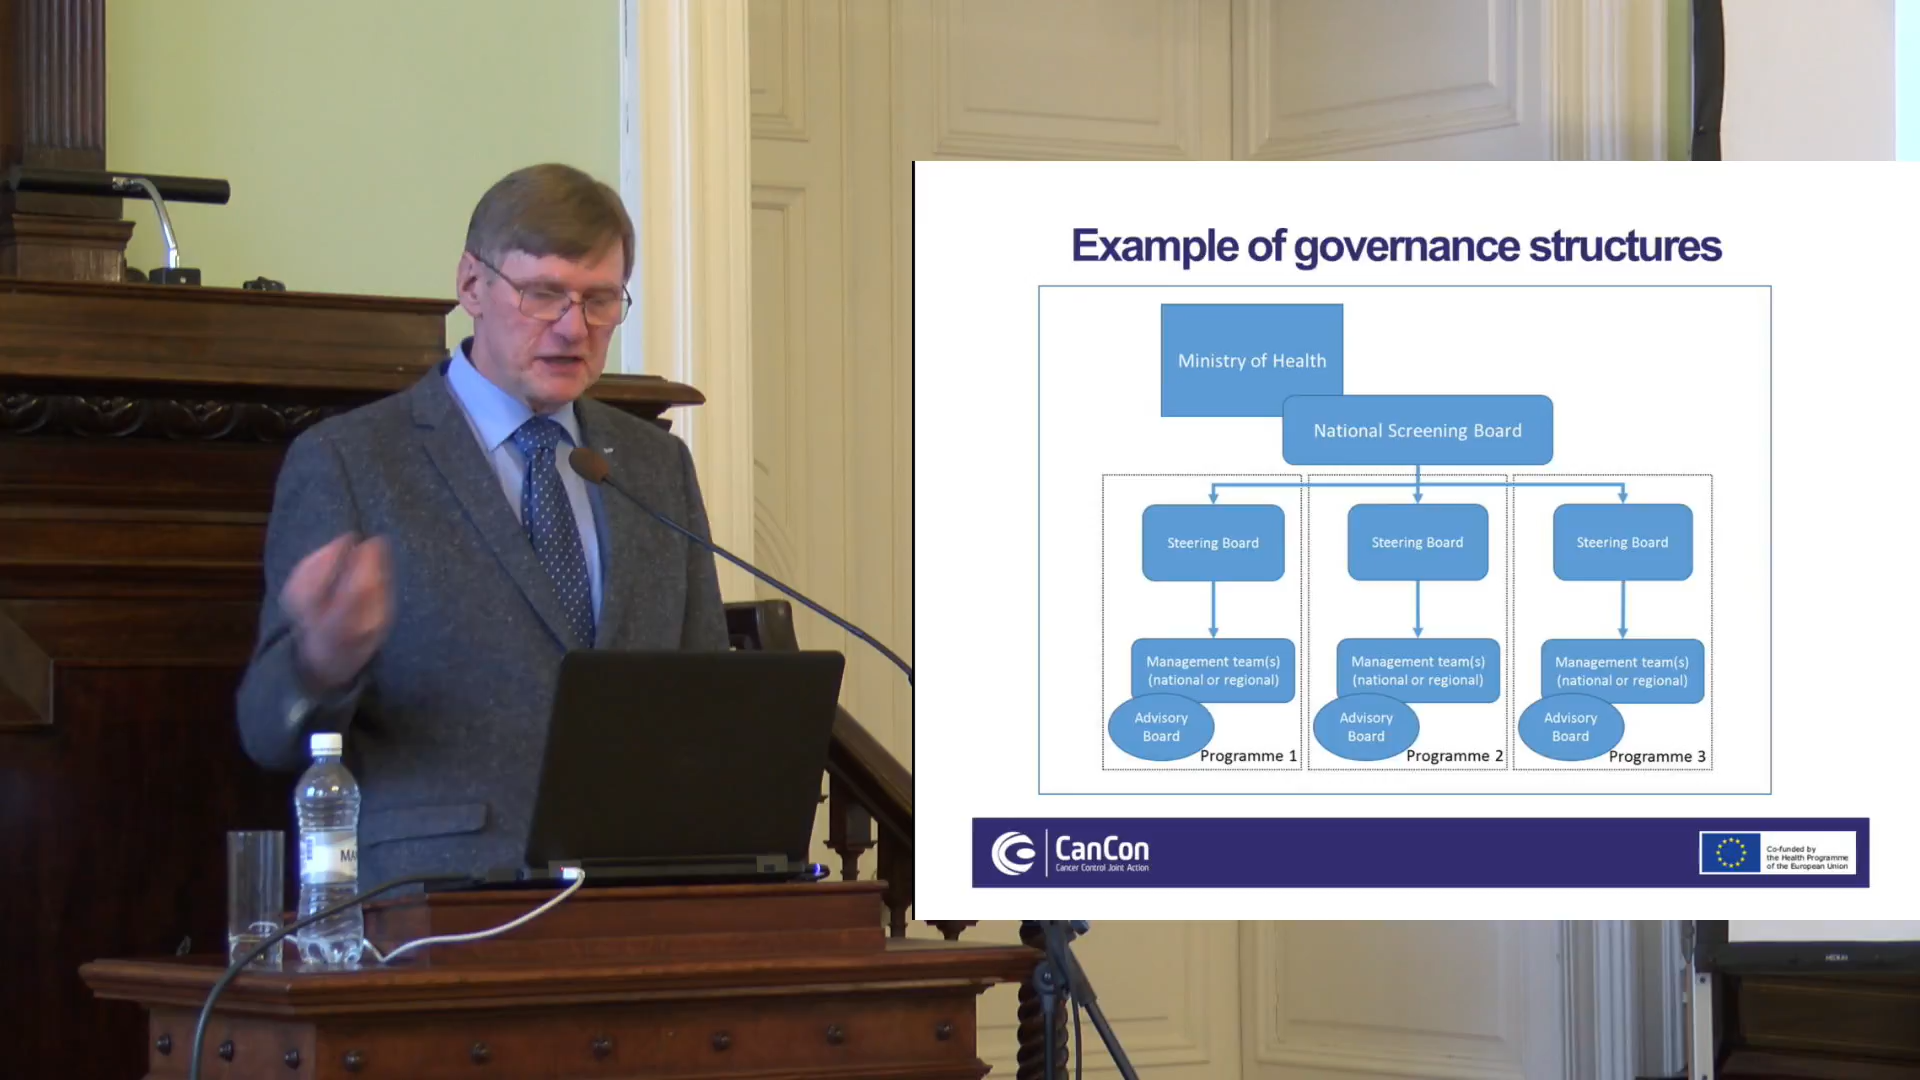 Example of governance structures
Ministry of Health
National Screening Board
Steering Board
Steering Board
Steering Board
Management team(s)
(national or regional)
Management team(s)
(national or regional)
Management team(s)
(national or regional)
Advisory
Board
Programme 1
Advisory
Board
Programme 2
Advisory
Board
Programme 3
CanCon
Cancer Control Joint Action
Co-funded by
the Health Programme
of the European Union